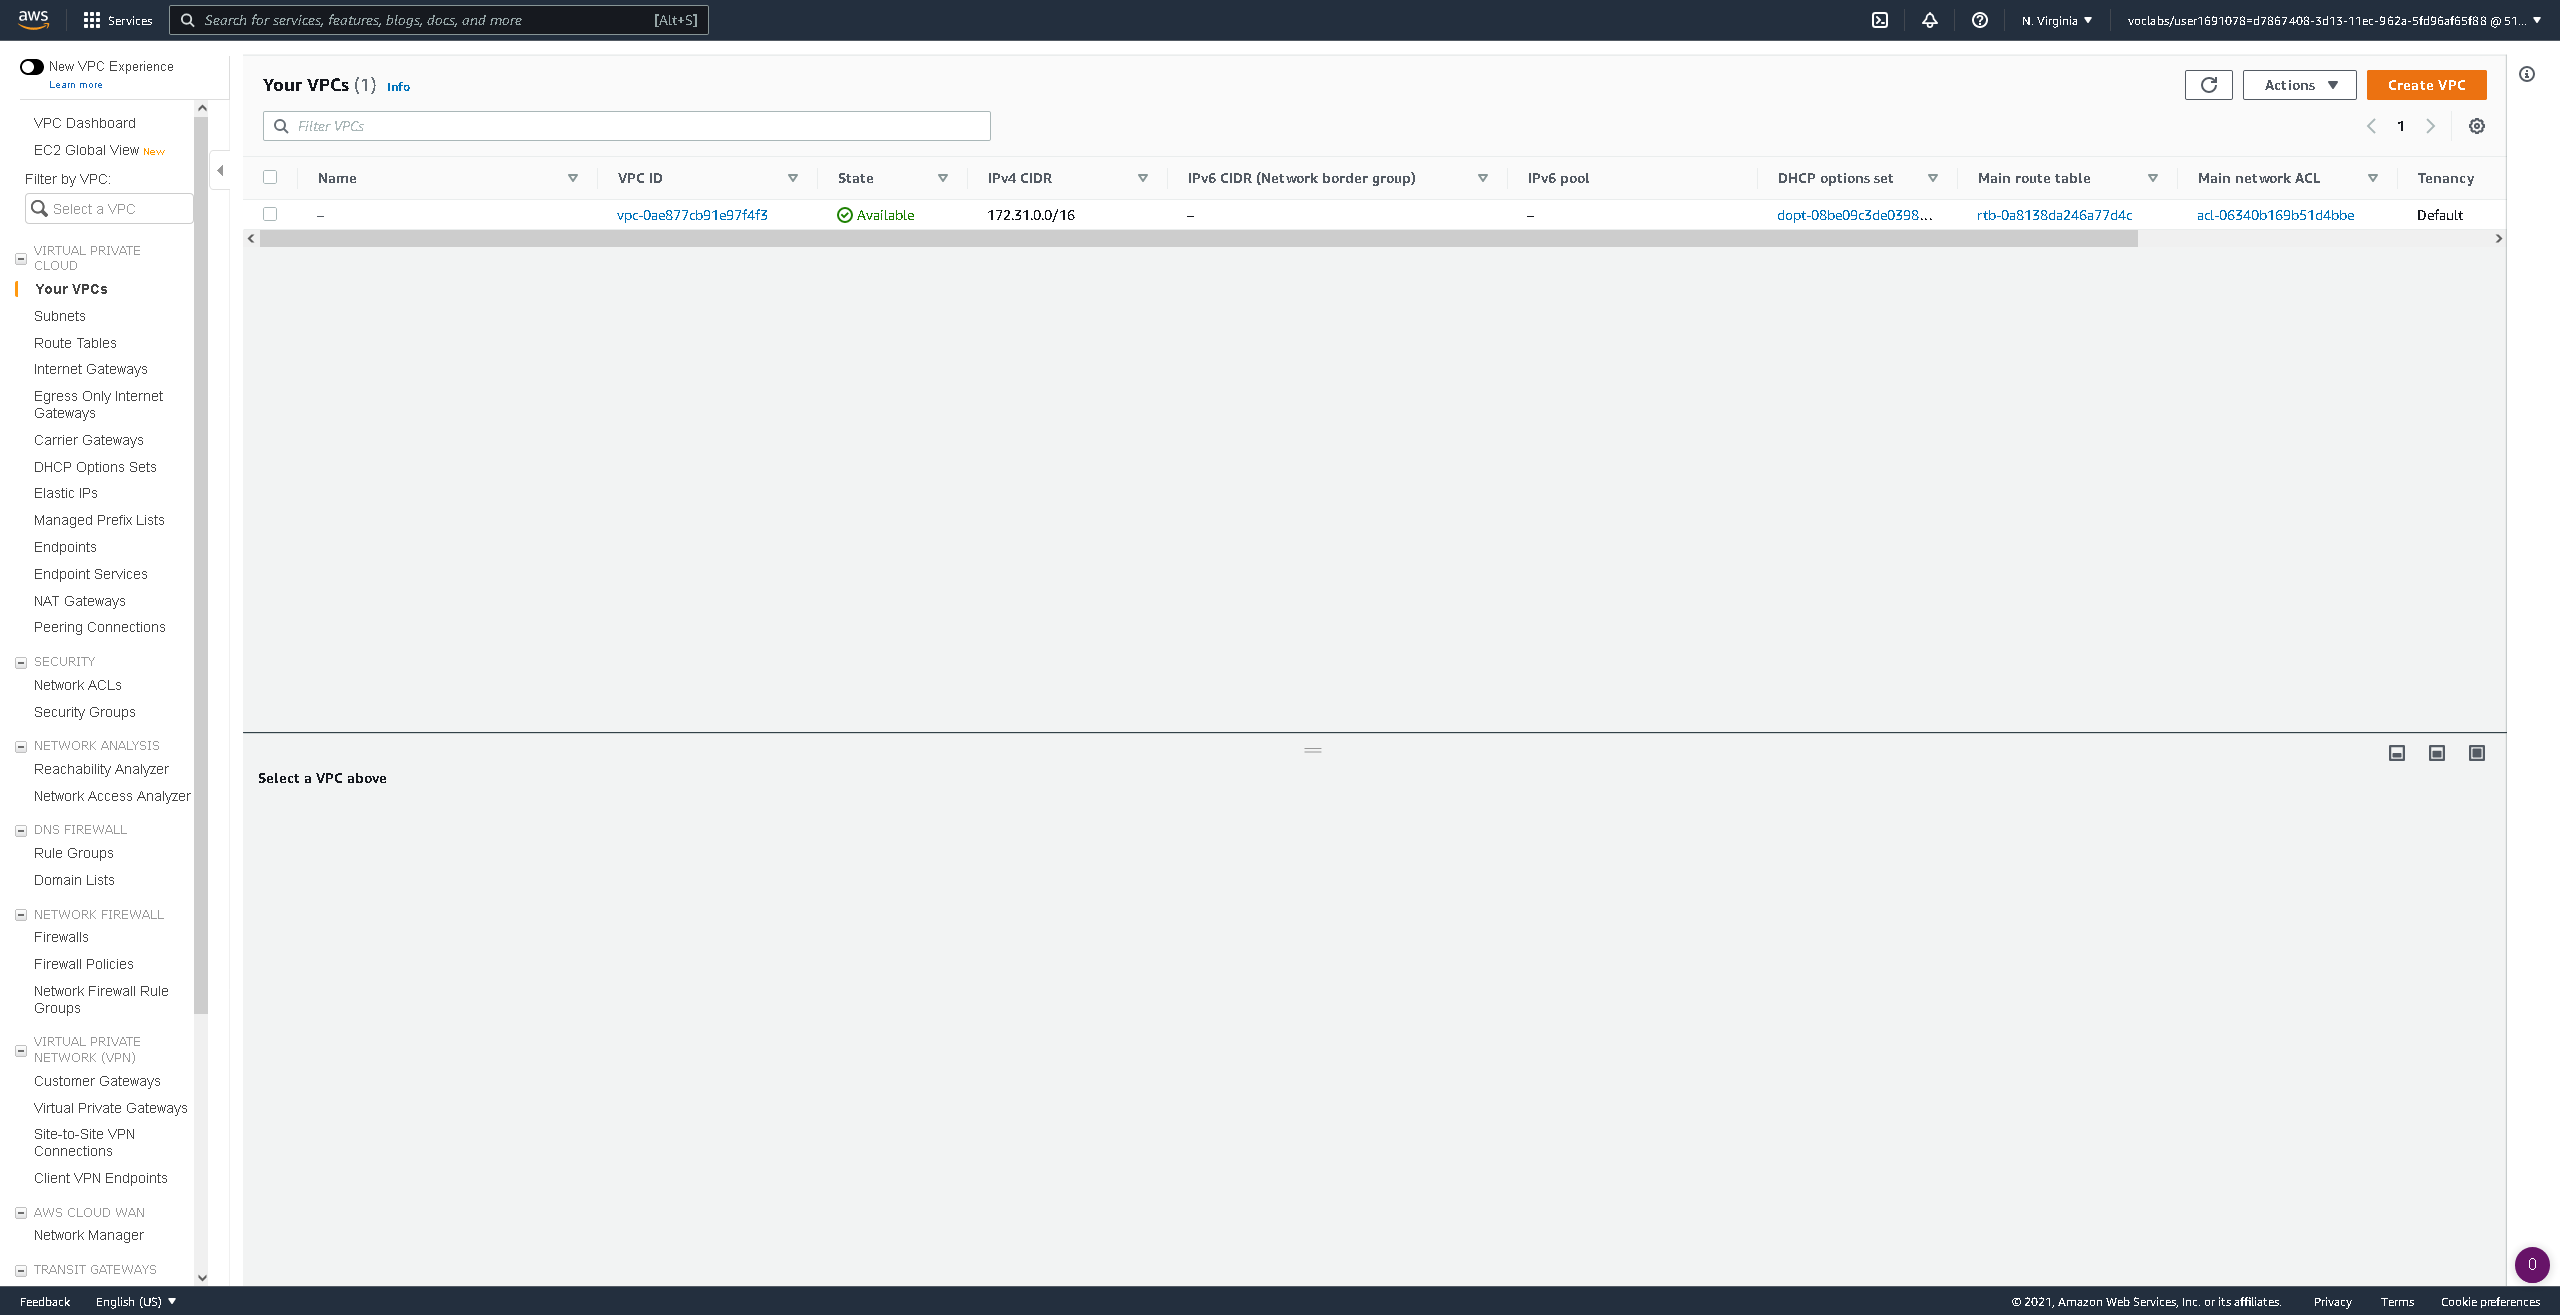 aws
Services
Search for services, features, blogs, docs, and more [Alt+S]
N. Virginia ▼
voclabs/user1691078=d7867408-3d13-11ec-962a-5fd96af65f88 @ 51... ▼
New VPC Experience
Learn more
VPC Dashboard
EC2 Global View New
Filter by VPC:
Select a VPC
VIRTUAL PRIVATE
CLOUD
Your VPCs
Subnets
Route Tables
Internet Gateways
Egress Only Internet
Gateways
Carrier Gateways
DHCP Options Sets
Elastic IPs
Managed Prefix Lists
Endpoints
Endpoint Services
NAT Gateways
Peering Connections
SECURITY
Network ACLs
Security Groups
NETWORK ANALYSIS
Reachability Analyzer
Network Access Analyzer
DNS FIREWALL
Rule Groups
Domain Lists
NETWORK FIREWALL
Firewalls
Firewall Policies
Network Firewall Rule
Groups
VIRTUAL PRIVATE
NETWORK (VPN)
Customer Gateways
Virtual Private Gateways
Site-to-Site VPN
Connections
Client VPN Endpoints
AWS CLOUD WAN
Network Manager
TRANSIT GATEWAYS
Your VPCs (1) Info
Actions ▼
Create VPC
Filter VPCs
1
Name VPC ID State IPv4 CIDR IPv6 CIDR (Network border group) IPv6 pool DHCP options set Main route table Main network ACL Tenancy
– vpc-0ae877cb91e97f4f3 Available 172.31.0.0/16 – – dopt-08be09c3de0398... rtb-0a8138da246a77d4c acl-06340b169b51d4bbe Default
Select a VPC above
0
Feedback English (US) ▼
© 2021, Amazon Web Services, Inc. or its affiliates. Privacy Terms Cookie preferences